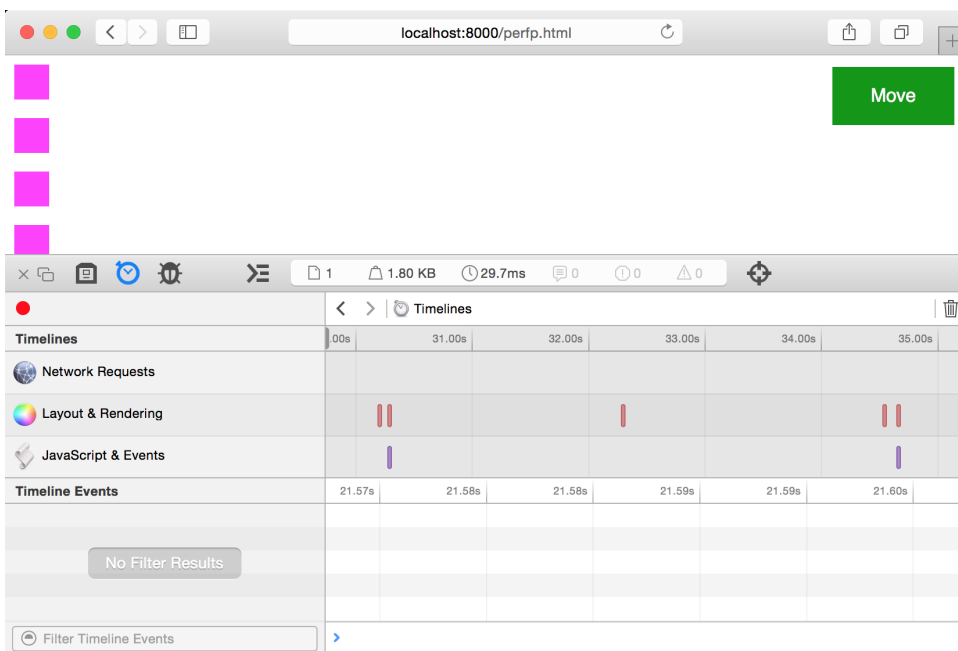 localhost:8000/perfp.html
Move
1 1.80 KB 29.7ms 0 0 0
Timelines
Timelines .00s 31.00s 32.00s 33.00s 34.00s 35.00s
Network Requests
Layout & Rendering
JavaScript & Events
Timeline Events 21.57s 21.58s 21.58s 21.59s 21.59s 21.60s
No Filter Results
Filter Timeline Events